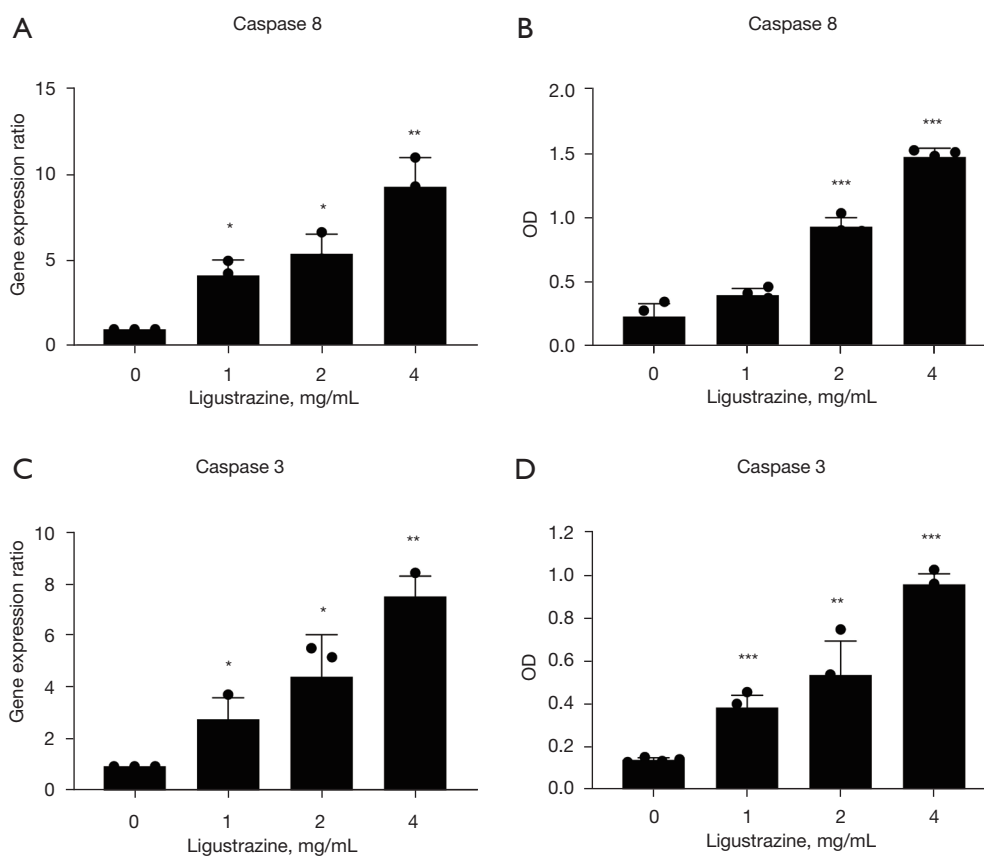 A
Caspase 8
Gene expression ratio
15
10
5
0
*
*
**
0 1 2 4
Ligustrazine, mg/mL
B
Caspase 8
OD
2.0
1.5
1.0
0.5
0.0
***
***
0 1 2 4
Ligustrazine, mg/mL
C
Caspase 3
Gene expression ratio
10
8
6
4
2
0
*
*
**
0 1 2 4
Ligustrazine, mg/mL
D
Caspase 3
OD
1.2
1.0
0.8
0.6
0.4
0.2
0.0
***
**
***
0 1 2 4
Ligustrazine, mg/mL